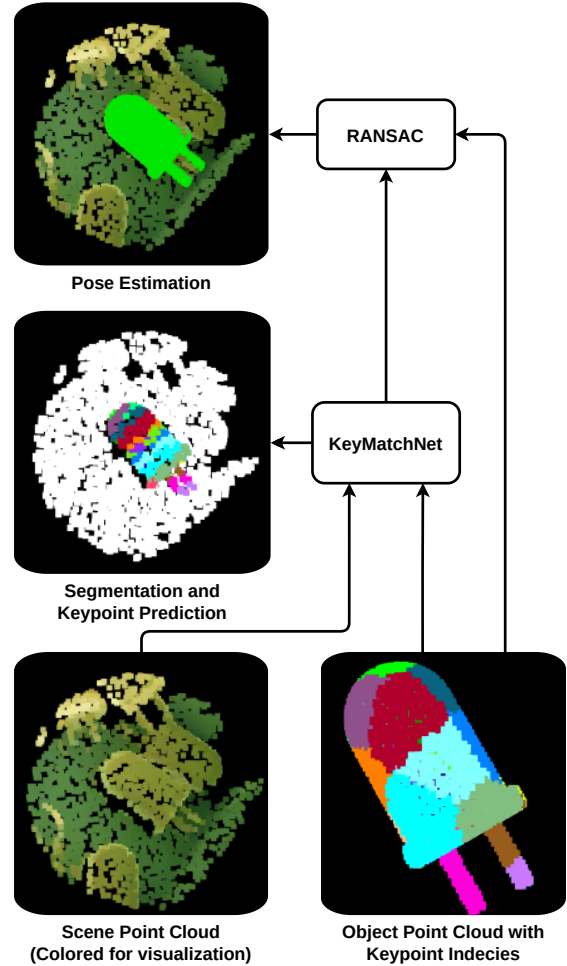 RANSAC
Pose Estimation
KeyMatchNet
Segmentation and
Keypoint Prediction
Scene Point Cloud
(Colored for visualization)
Object Point Cloud with
Keypoint Indecies